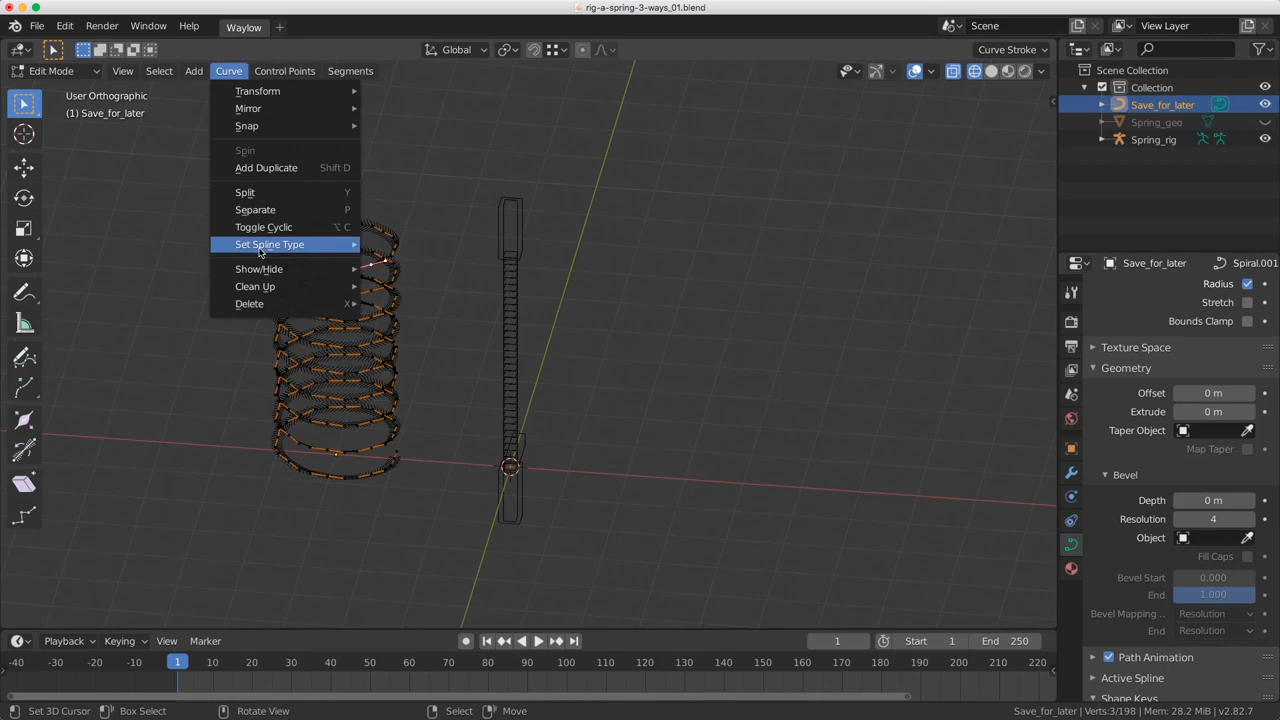 rig-a-spring-3-ways_01.blend
File Edit Render Window Help Waylow + Scene View Layer
Global Curve Stroke
Edit Mode View Select Add Curve Control Points Segments
User Orthographic
(1) Save_for_later
Transform
Mirror
Snap
Spin
Add Duplicate Shift D
Split Y
Separate P
Toggle Cyclic ⌥ C
Set Spline Type
Show/Hide
Clean Up
Delete X
Scene Collection
Collection
Save_for_later
Spring_geo
Spring_rig
Save_for_later Spiral.001
Radius
Stretch
Bounds Clamp
Texture Space
Geometry
Offset 0 m
Extrude 0 m
Taper Object
Map Taper
Bevel
Depth 0 m
Resolution 4
Object
Fill Caps
Bevel Start 0.000
End 1.000
Bevel Mapping .. Resolution
End Resolution
Path Animation
Active Spline
Shape Keys
Playback Keying View Marker 1 Start 1 End 250
-40 -30 -20 -10 1 10 20 30 40 50 60 70 80 90 100 110 120 130 140 150 160 170 180 190 200 210 220
Set 3D Cursor Box Select Rotate View Select Move Save_for_later | Verts:3/198 | Mem: 28.2 MiB | v2.82.7